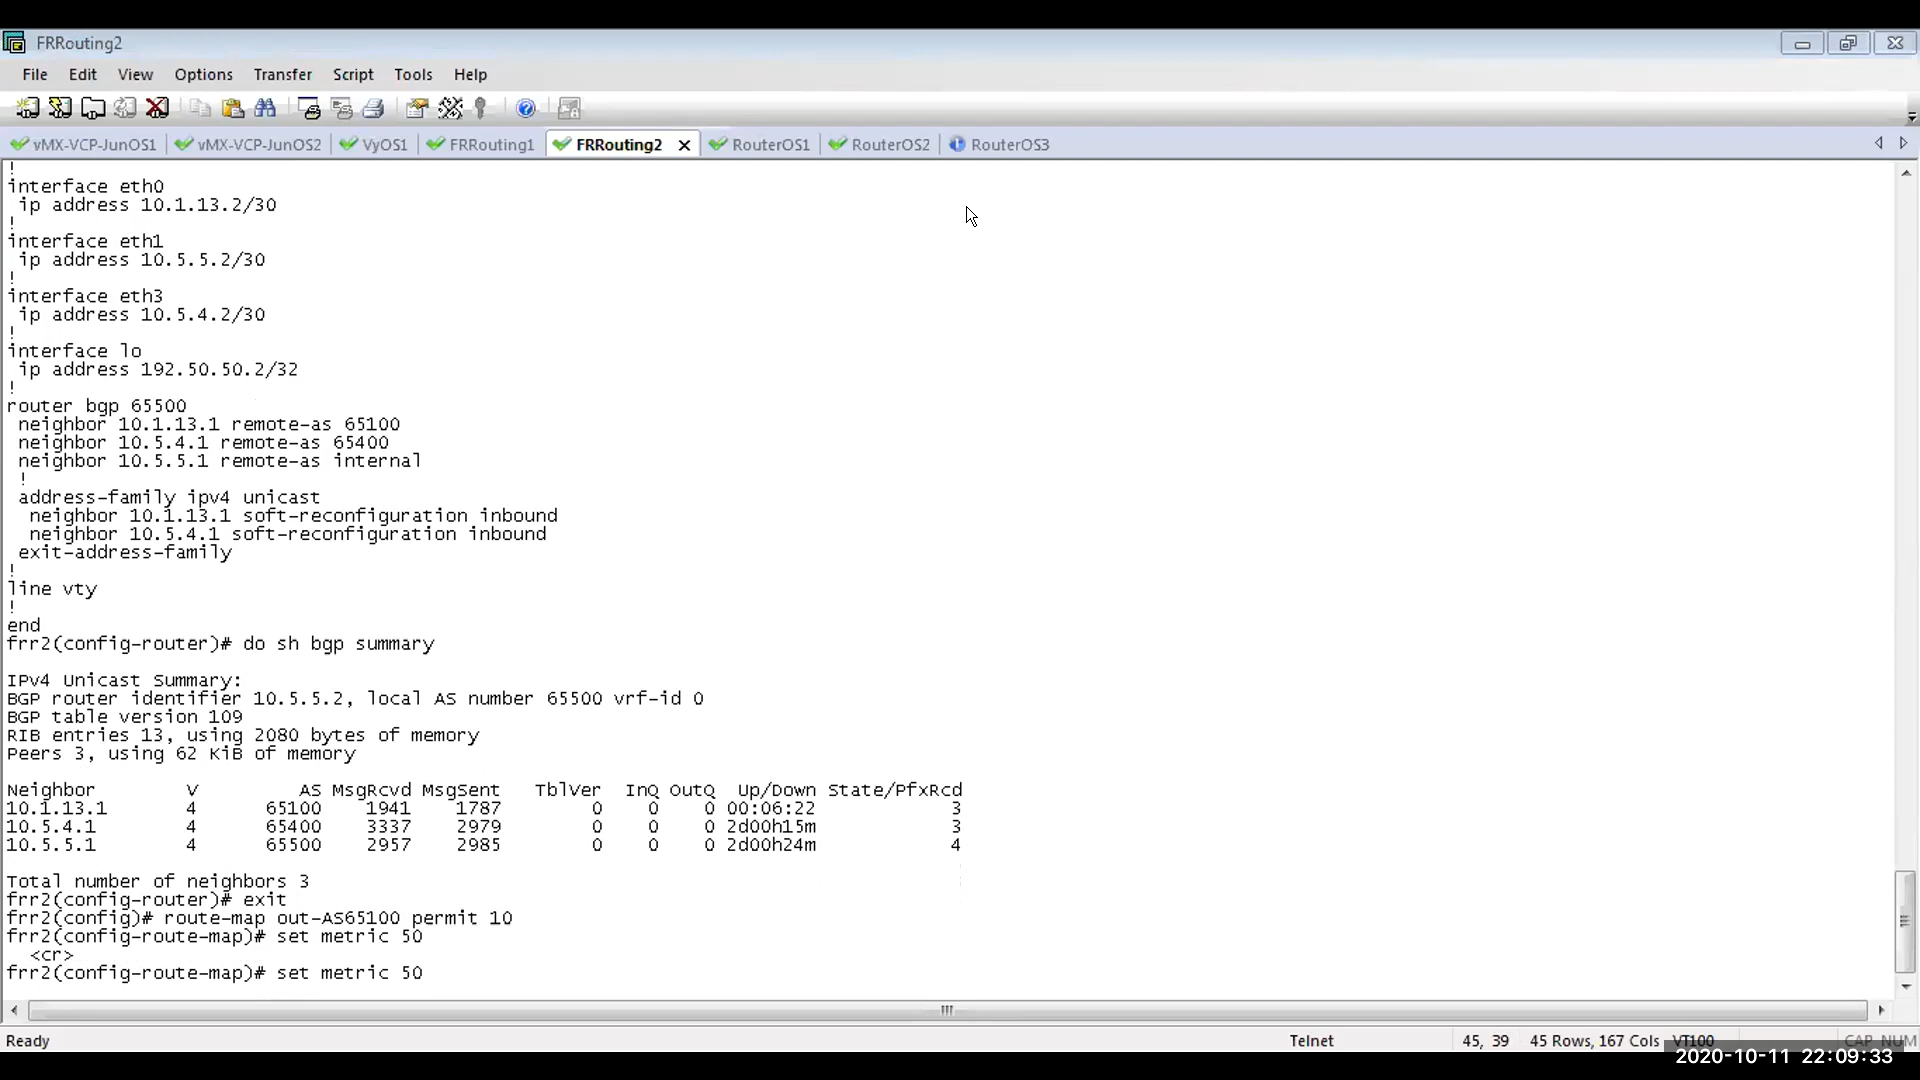 FRRouting2
File Edit View Options Transfer Script Tools Help
vMX-VCP-JunOS1 vMX-VCP-JunOS2 VyOS1 FRRouting1 FRRouting2 RouterOS1 RouterOS2 RouterOS3
!
interface eth0
 ip address 10.1.13.2/30
!
interface eth1
 ip address 10.5.5.2/30
!
interface eth3
 ip address 10.5.4.2/30
!
interface lo
 ip address 192.50.50.2/32
!
router bgp 65500
 neighbor 10.1.13.1 remote-as 65100
 neighbor 10.5.4.1 remote-as 65400
 neighbor 10.5.5.1 remote-as internal
 !
 address-family ipv4 unicast
  neighbor 10.1.13.1 soft-reconfiguration inbound
  neighbor 10.5.4.1 soft-reconfiguration inbound
 exit-address-family
!
line vty
!
end
frr2(config-router)# do sh bgp summary
IPv4 Unicast Summary:
BGP router identifier 10.5.5.2, local AS number 65500 vrf-id 0
BGP table version 109
RIB entries 13, using 2080 bytes of memory
Peers 3, using 62 KiB of memory
Neighbor V AS MsgRcvd MsgSent TblVer InQ OutQ Up/Down State/PfxRcd
10.1.13.1 4 65100 1941 1787 0 0 0 00:06:22 3
10.5.4.1 4 65400 3337 2979 0 0 0 2d00h15m 3
10.5.5.1 4 65500 2957 2985 0 0 0 2d00h24m 4
Total number of neighbors 3
frr2(config-router)# exit
frr2(config)# route-map out-AS65100 permit 10
frr2(config-route-map)# set metric 50
  <cr>
frr2(config-route-map)# set metric 50
Ready Telnet 45, 39 45 Rows, 167 Cols VT100 CAP NUM
2020-10-11 22:09:33